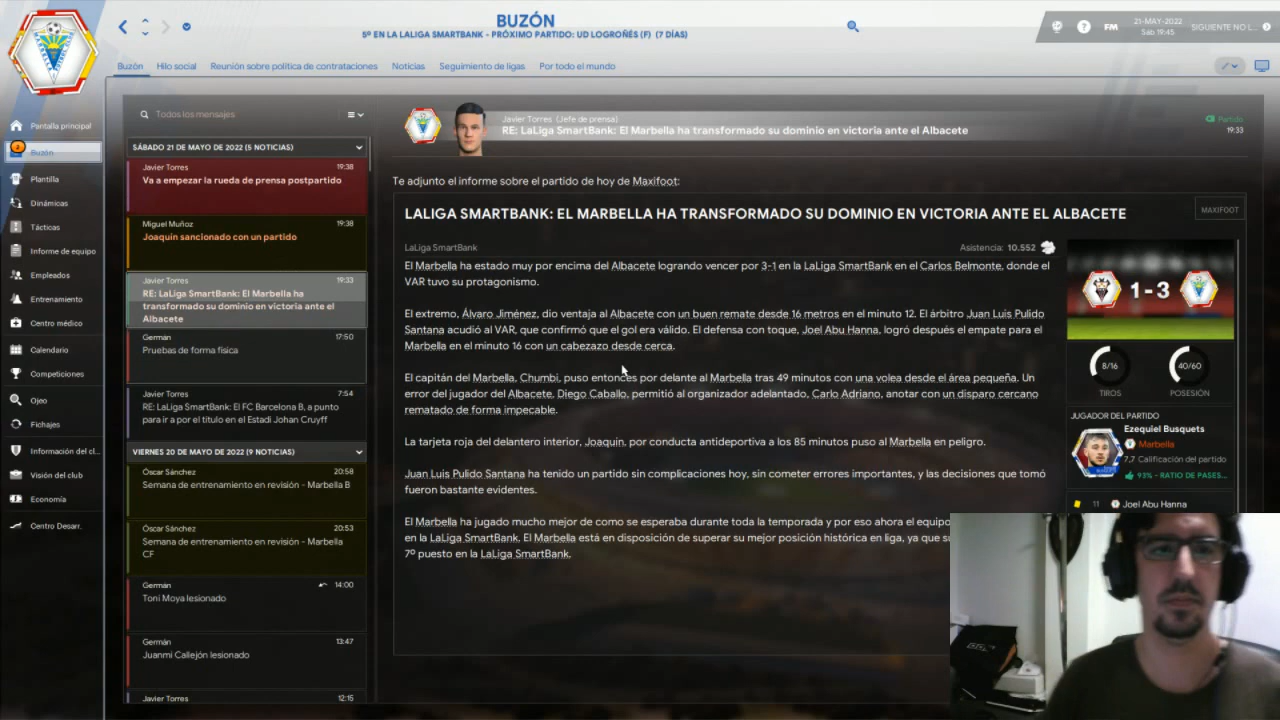 BUZÓN
5º EN LA LALIGA SMARTBANK - PRÓXIMO PARTIDO: UD LOGROÑÉS (F) (7 DÍAS)
FM
21-MAY-2022
Sáb 19:45
SIGUIENTE NO L...
Buzón
Hilo social
Reunión sobre política de contrataciones
Noticias
Seguimiento de ligas
Por todo el mundo
Pantalla principal
Buzón
Plantilla
Dinámicas
Tácticas
Informe de equipo
Empleados
Entrenamiento
Centro médico
Calendario
Competiciones
Ojeo
Fichajes
Información del cl...
Visión del club
Economía
Centro Desarr.
Todos los mensajes
SÁBADO 21 DE MAYO DE 2022 (5 NOTICIAS)
Javier Torres 19:38
Va a empezar la rueda de prensa postpartido
Miguel Muñoz 19:38
Joaquín sancionado con un partido
Javier Torres 19:33
RE: LaLiga SmartBank: El Marbella ha
transformado su dominio en victoria ante el
Albacete
Germán 17:50
Pruebas de forma física
Javier Torres 7:54
RE: LaLiga SmartBank: El FC Barcelona B, a punto
para ir a por el título en el Estadi Johan Cruyff
VIERNES 20 DE MAYO DE 2022 (9 NOTICIAS)
Óscar Sánchez 20:58
Semana de entrenamiento en revisión - Marbella B
Óscar Sánchez 20:53
Semana de entrenamiento en revisión - Marbella
CF
Germán 14:00
Toni Moya lesionado
Germán 13:47
Juanmi Callejón lesionado
Javier Torres 12:15
Javier Torres (Jefe de prensa)
RE: LaLiga SmartBank: El Marbella ha transformado su dominio en victoria ante el Albacete
Partido
19:33
Te adjunto el informe sobre el partido de hoy de Maxifoot:
LALIGA SMARTBANK: EL MARBELLA HA TRANSFORMADO SU DOMINIO EN VICTORIA ANTE EL ALBACETE
MAXIFOOT
LaLiga SmartBank
Asistencia: 10.552
El Marbella ha estado muy por encima del Albacete logrando vencer por 3-1 en la LaLiga SmartBank en el Carlos Belmonte, donde el
VAR tuvo su protagonismo.
El extremo, Álvaro Jiménez, dio ventaja al Albacete con un buen remate desde 16 metros en el minuto 12. El árbitro Juan Luis Pulido
Santana acudió al VAR, que confirmó que el gol era válido. El defensa con toque, Joel Abu Hanna, logró después el empate para el
Marbella en el minuto 16 con un cabezazo desde cerca.
El capitán del Marbella, Chumbi, puso entonces por delante al Marbella tras 49 minutos con una volea desde el área pequeña. Un
error del jugador del Albacete, Diego Caballo, permitió al organizador adelantado, Carlo Adriano, anotar con un disparo cercano
rematado de forma impecable.
La tarjeta roja del delantero interior, Joaquín, por conducta antideportiva a los 85 minutos puso al Marbella en peligro.
Juan Luis Pulido Santana ha tenido un partido sin complicaciones hoy, sin cometer errores importantes, y las decisiones que tomó
fueron bastante evidentes.
El Marbella ha jugado mucho mejor de como se esperaba durante toda la temporada y por eso ahora el equipo
en la LaLiga SmartBank. El Marbella está en disposición de superar su mejor posición histórica en liga, ya que su
7º puesto en la LaLiga SmartBank.
1 - 3
8/16
TIROS
40/60
POSESIÓN
JUGADOR DEL PARTIDO
Ezequiel Busquets
Marbella
7,7 Calificación del partido
93% - RATIO DE PASES...
11 Joel Abu Hanna